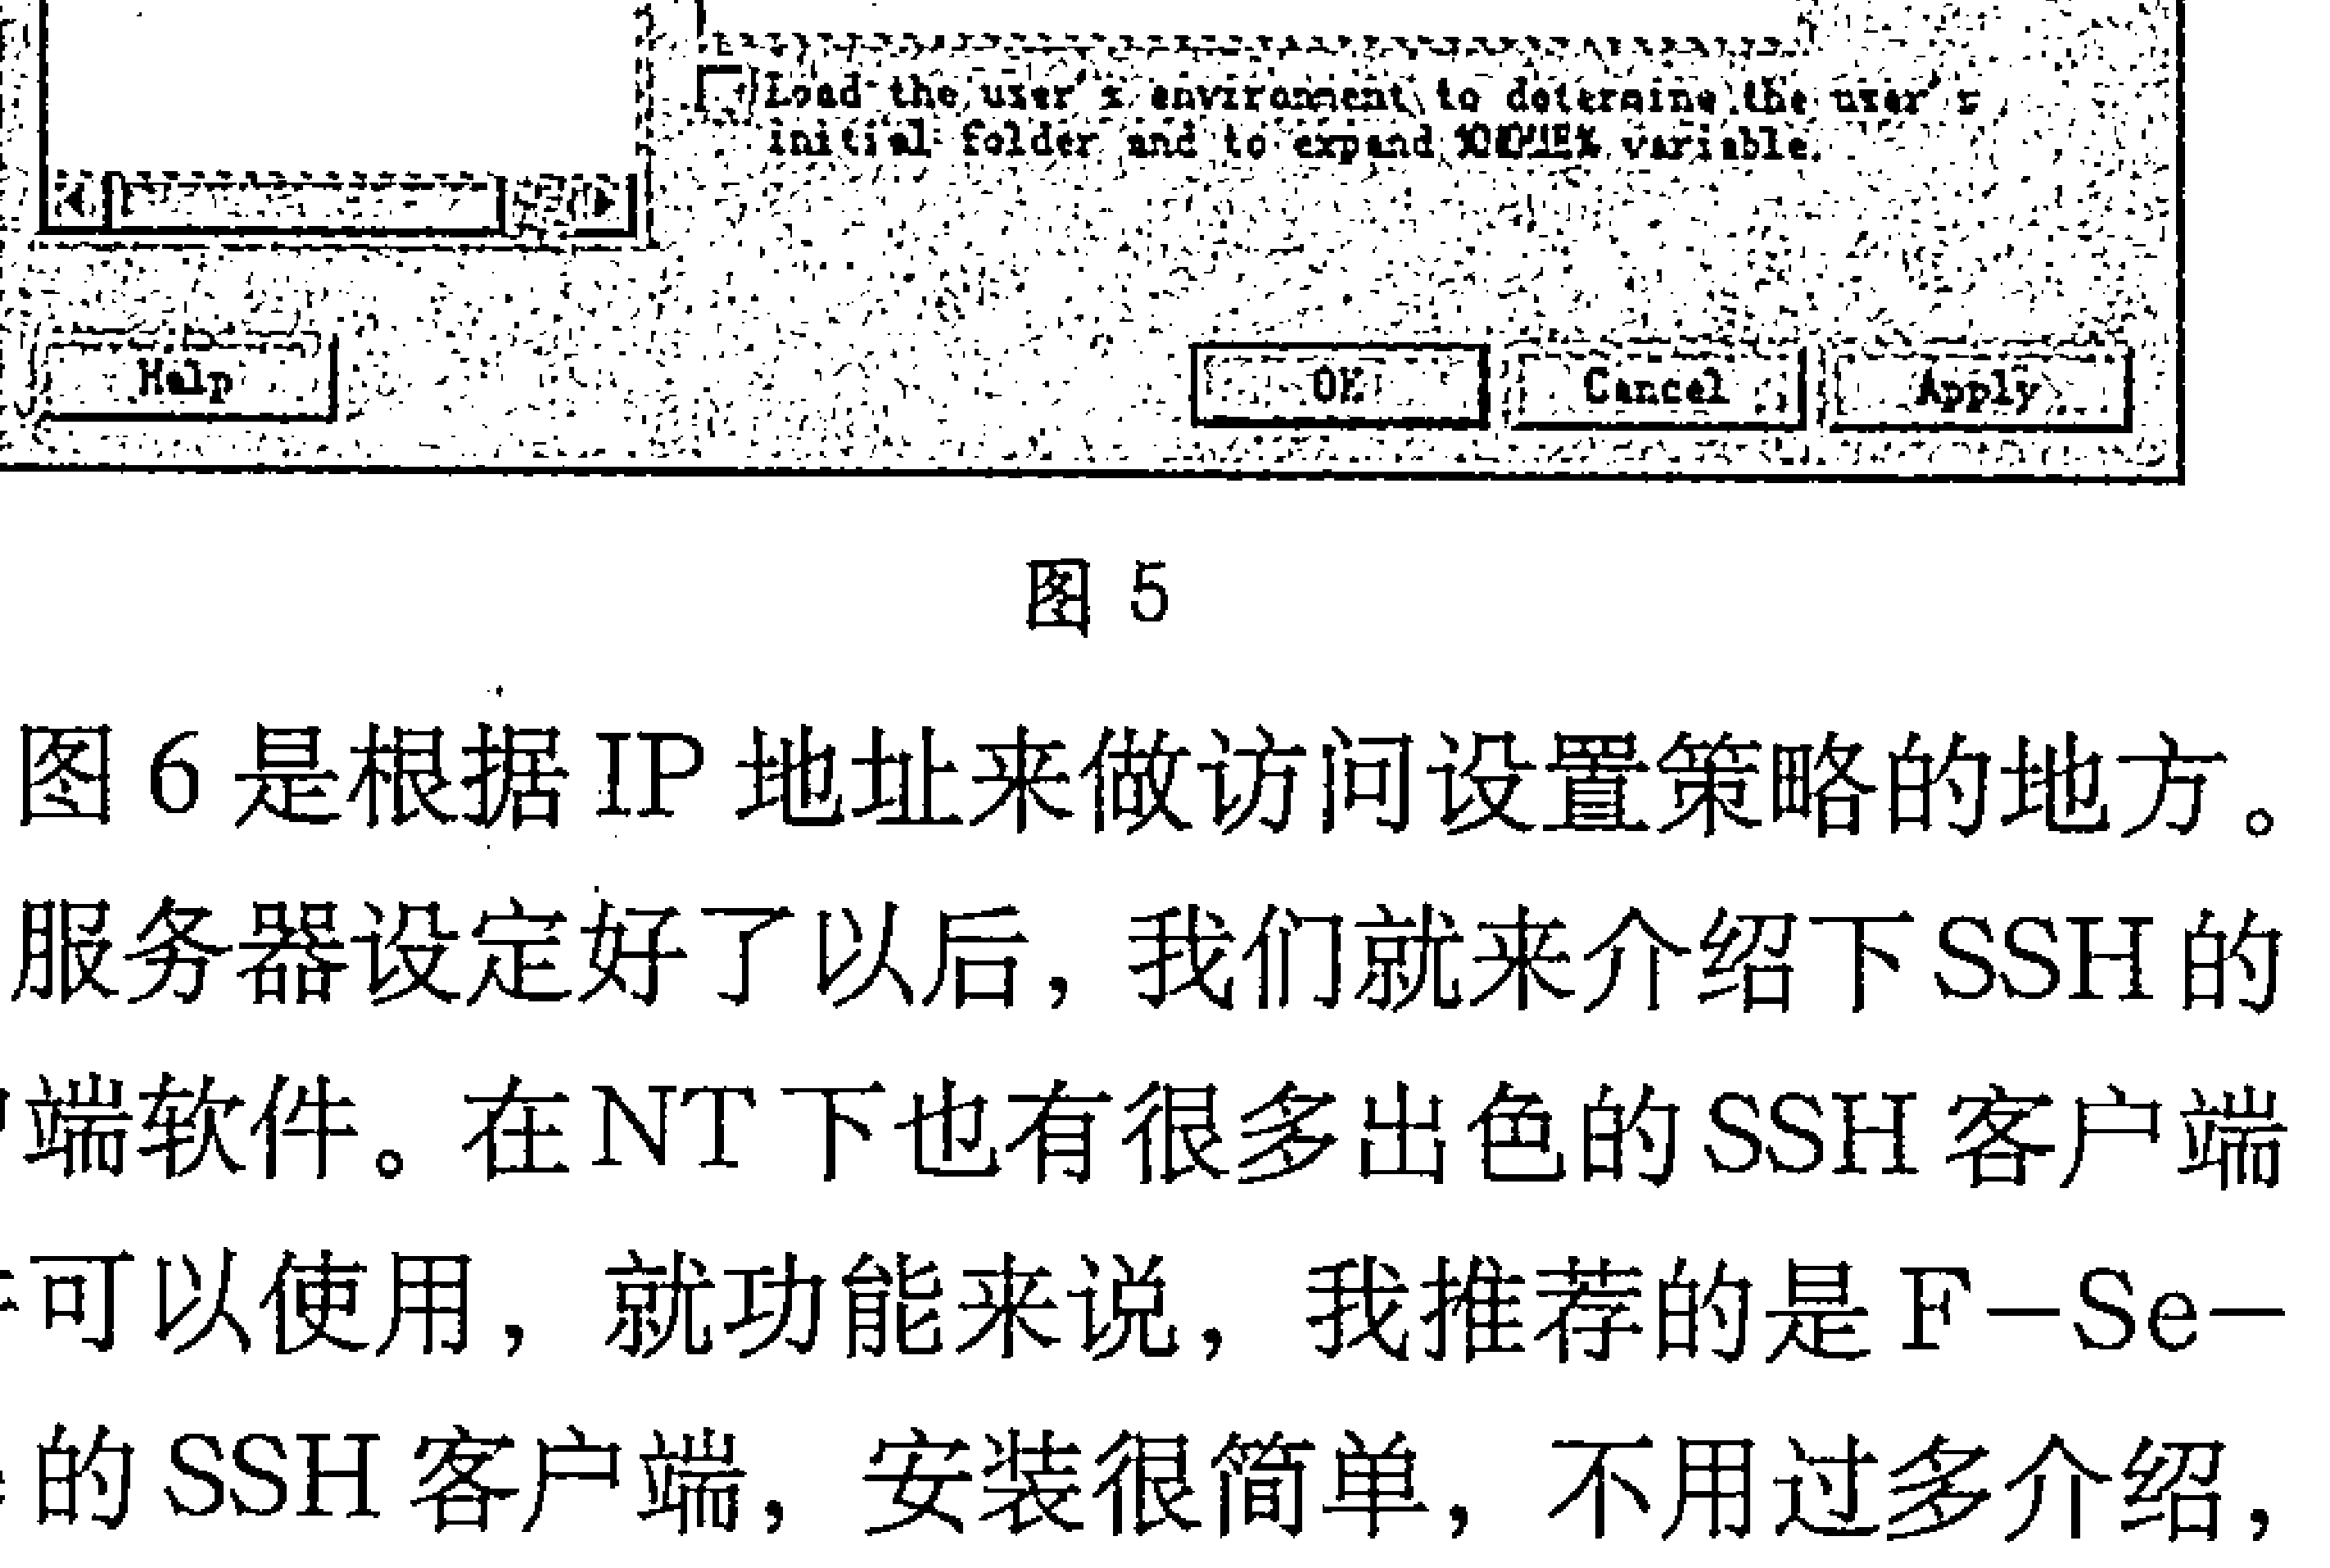 Load the user's environment to determine the user's
initial folder and to expand variable.
Help
OK
Cancel
Apply
图 5
图 6 是根据 IP 地址来做访问设置策略的地方。
服务器设定好了以后，我们就来介绍下 SSH 的
端软件。在 NT 下也有很多出色的 SSH 客户端
可以使用，就功能来说，我推荐的是 F－Se－
的 SSH 客户端，安装很简单，不用过多介绍，